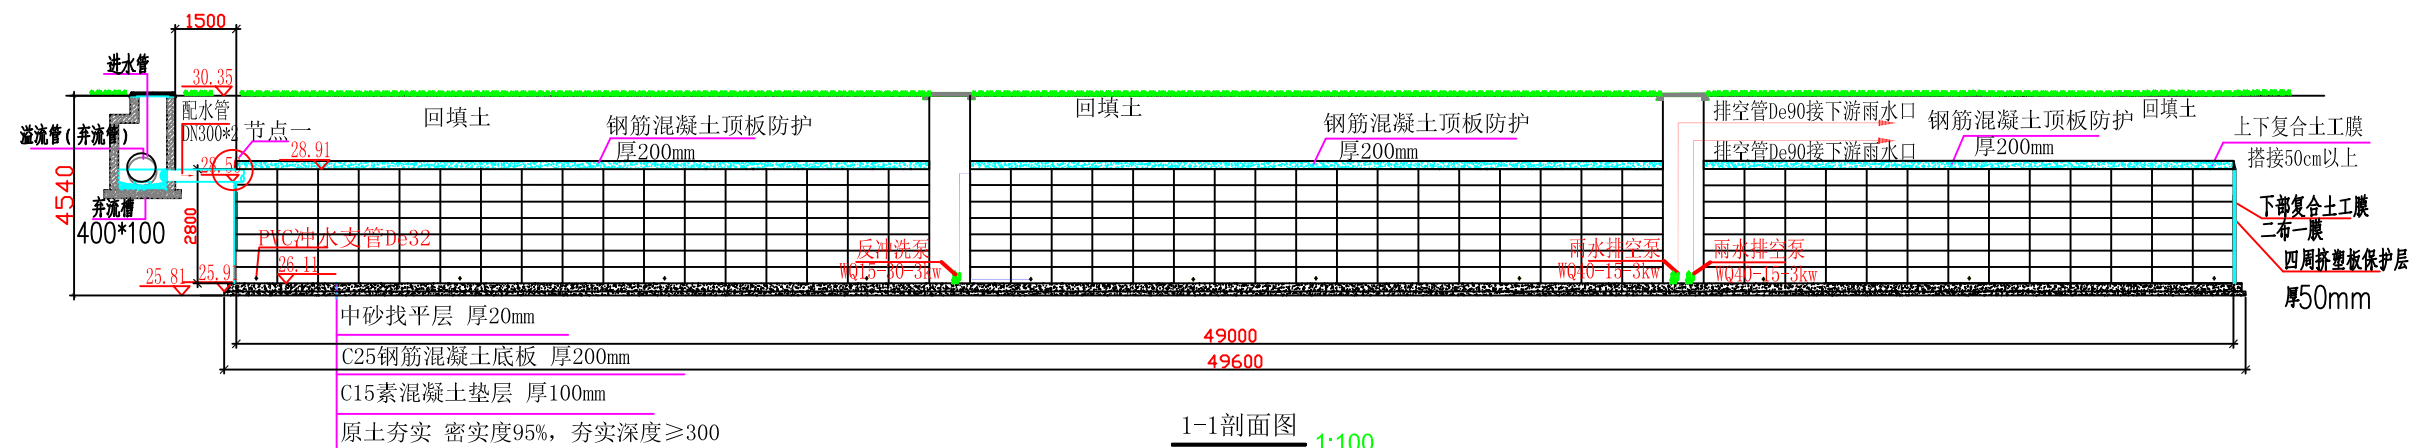 1500
进水管
30.35
配水管
DN300*2
溢流管(弃流管)
节点一
28.91
28.5
回填土
钢筋混凝土顶板防护
厚200mm
回填土
钢筋混凝土顶板防护
厚200mm
排空管De90接下游雨水口
排空管De90接下游雨水口
钢筋混凝土顶板防护
厚200mm
回填土
上下复合土工膜
搭接50cm以上
4540
弃流槽
400*100
2800
PVC冲水支管De32
26.11
25.81
25.91
反冲洗泵
WQ15-30-3kw
雨水排空泵
WQ40-15-3kw
雨水排空泵
WQ40-15-3kw
下部复合土工膜
二布一膜
四周挤塑板保护层
厚50mm
中砂找平层 厚20mm
C25钢筋混凝土底板 厚200mm
C15素混凝土垫层 厚100mm
原土夯实 密实度95%，夯实深度≥300
49000
49600
1-1剖面图
1:100